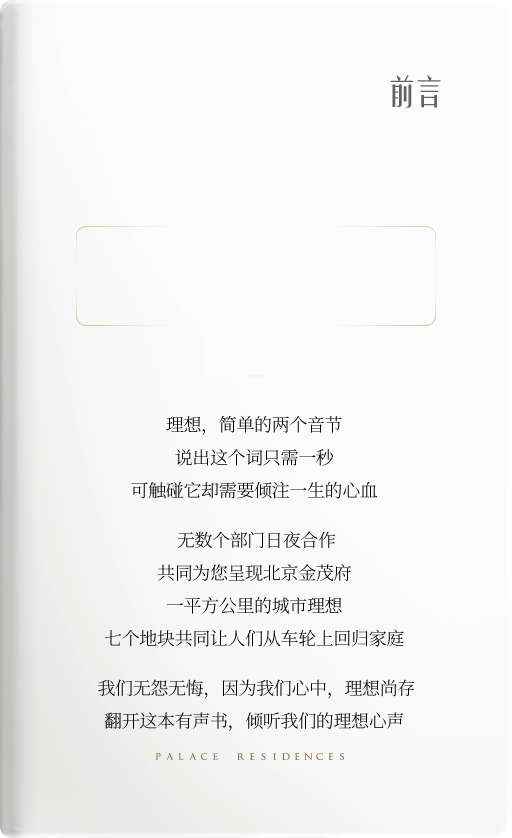 前言
理想，简单的两个音节
说出这个词只需一秒
可触碰它却需要倾注一生的心血
无数个部门日夜合作
共同为您呈现北京金茂府
一平方公里的城市理想
七个地块共同让人们从车轮上回归家庭
我们无怨无悔，因为我们心中，理想尚存
翻开这本有声书，倾听我们的理想心声
PALACE RESIDENCES